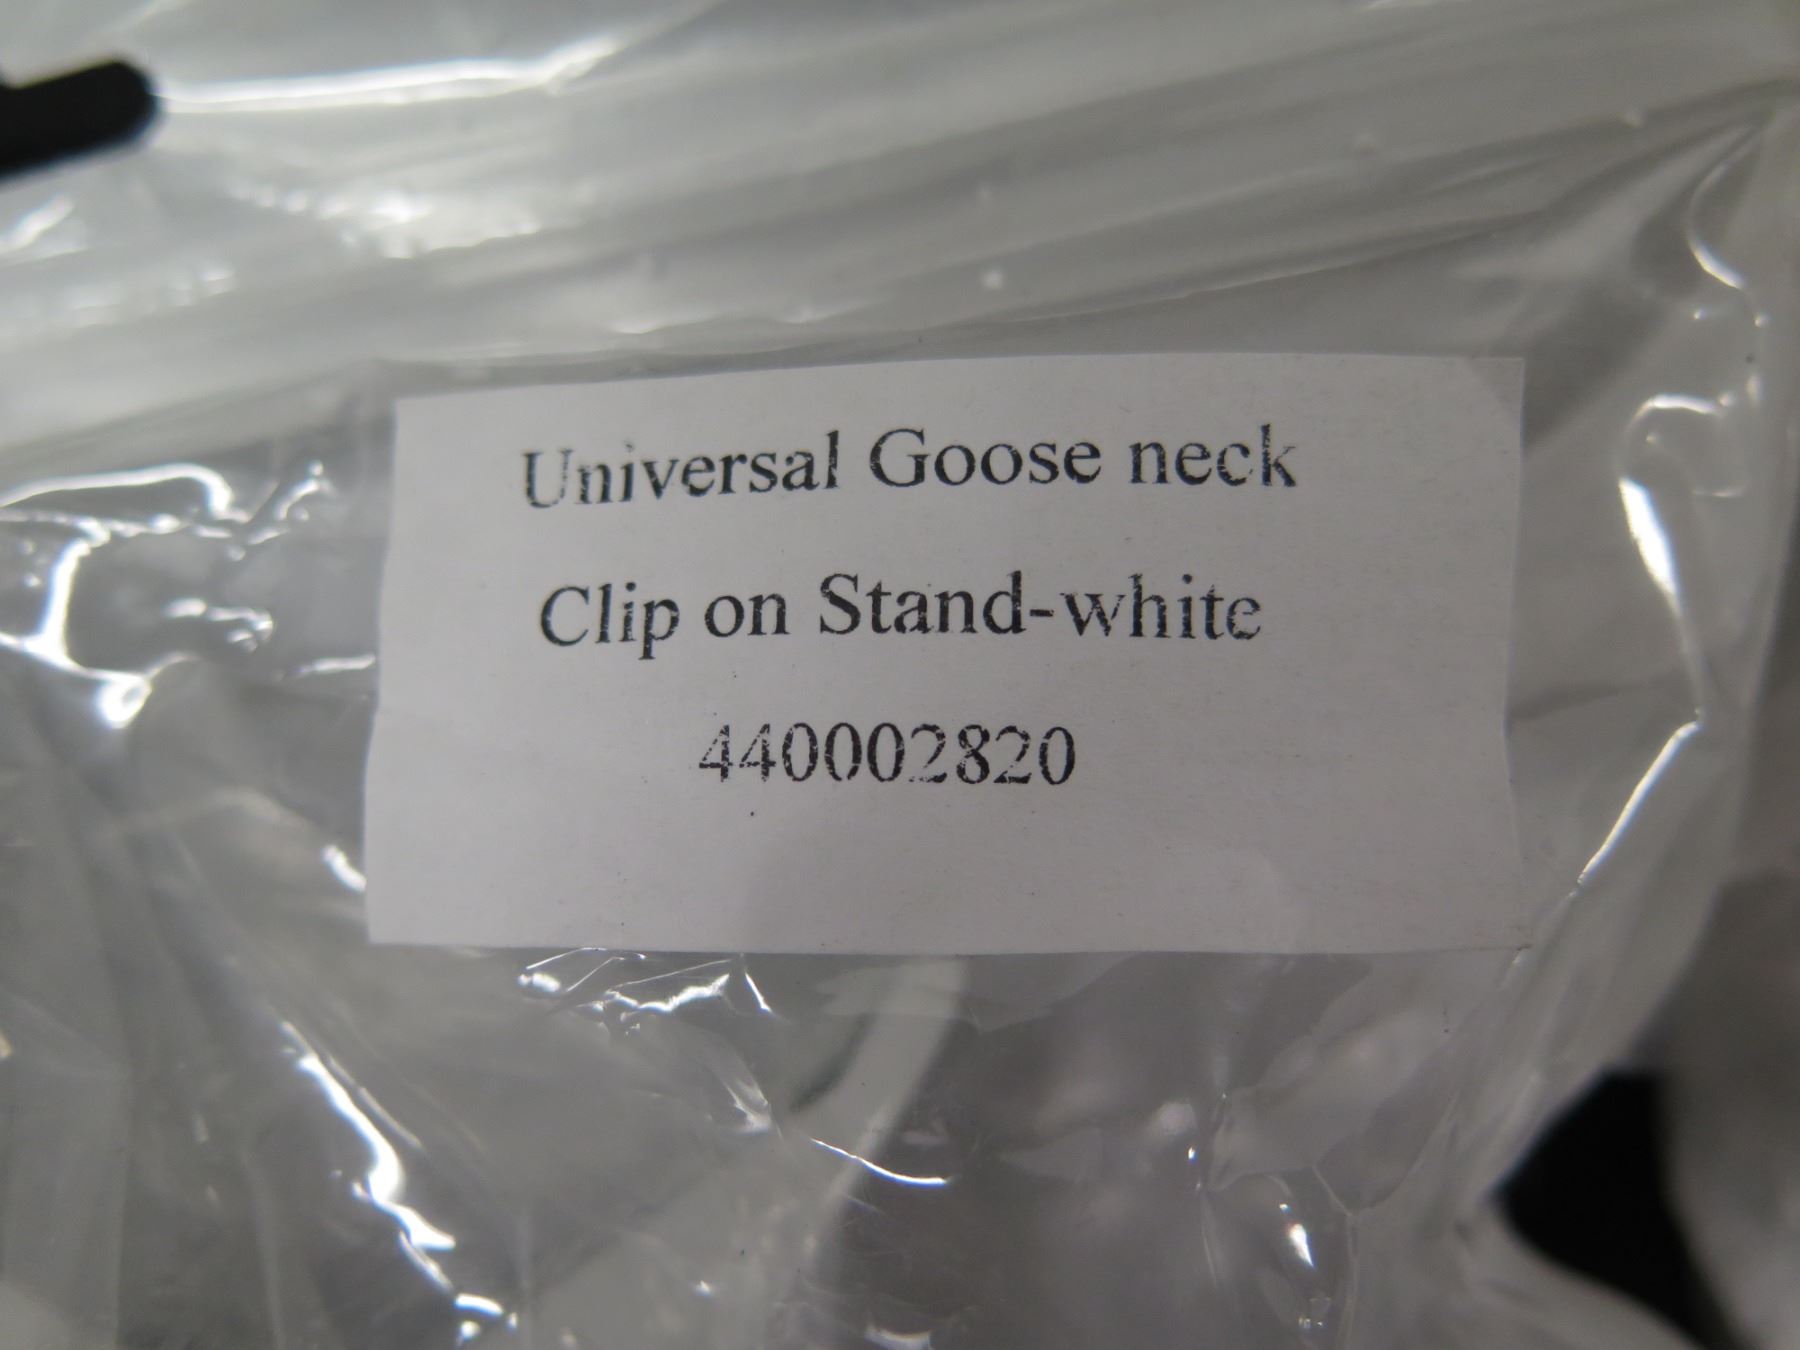 Universal Goose neck
Clip on Stand-white
440002820